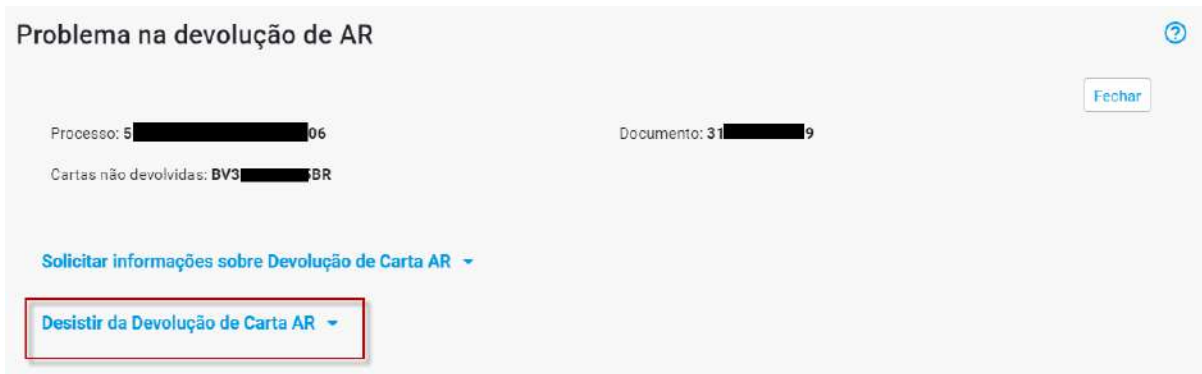 Problema na devolução de AR
Fechar
Processo: 5 06
Documento: 31 9
Cartas não devolvidas: BV3 BR
Solicitar informações sobre Devolução de Carta AR
Desistir da Devolução de Carta AR